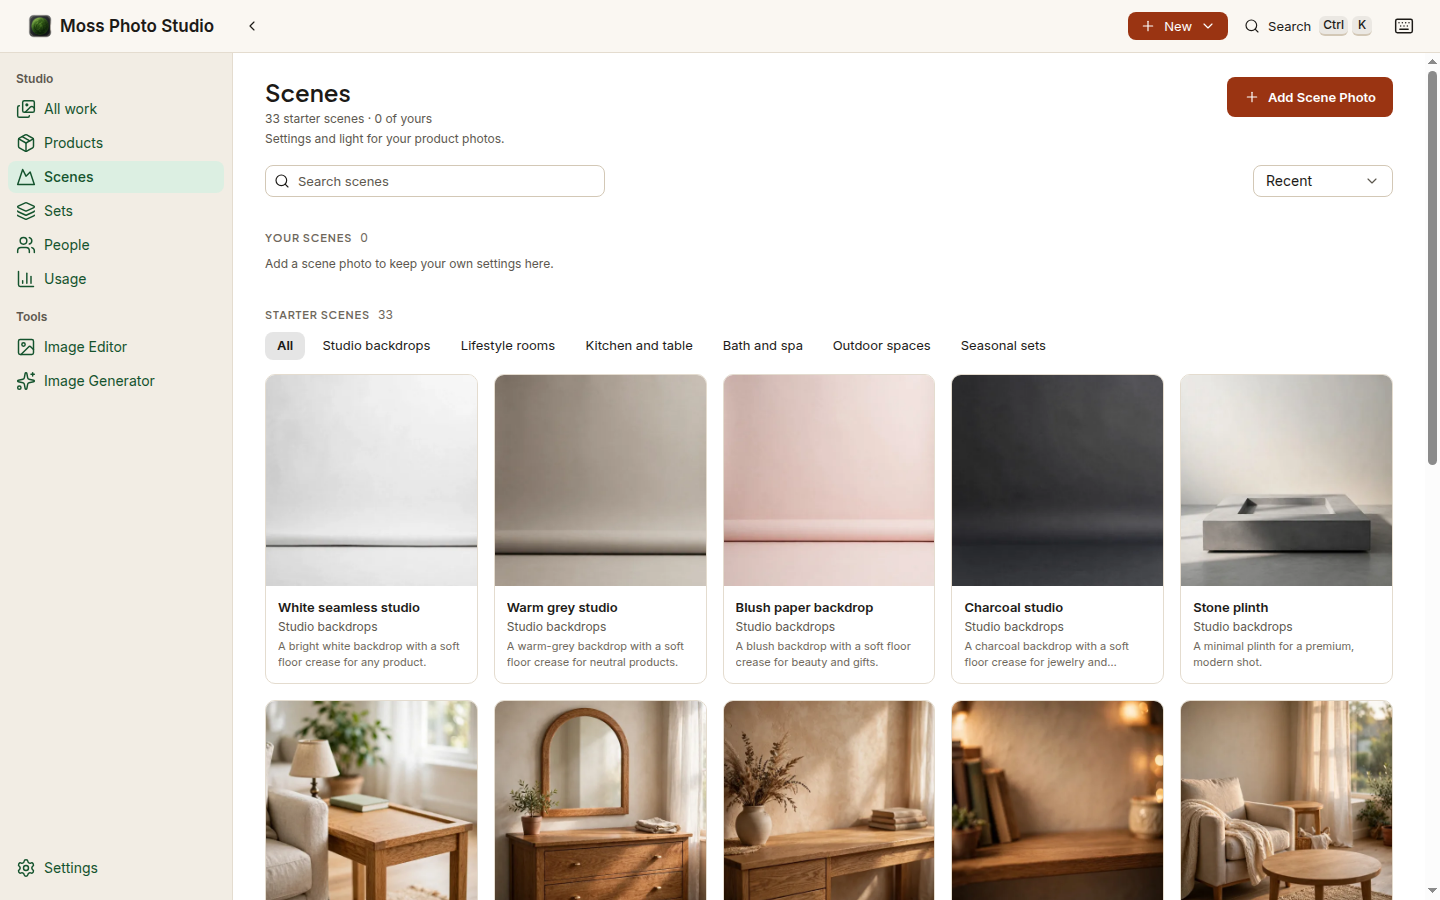 Moss Photo Studio
New
Search Ctrl K
Studio
All work
Products
Scenes
Sets
People
Usage
Tools
Image Editor
Image Generator
Settings
Scenes
33 starter scenes · 0 of yours
Settings and light for your product photos.
Add Scene Photo
Search scenes
Recent
YOUR SCENES 0
Add a scene photo to keep your own settings here.
STARTER SCENES 33
All Studio backdrops Lifestyle rooms Kitchen and table Bath and spa Outdoor spaces Seasonal sets
White seamless studio
Studio backdrops
A bright white backdrop with a soft
floor crease for any product.
Warm grey studio
Studio backdrops
A warm-grey backdrop with a soft
floor crease for neutral products.
Blush paper backdrop
Studio backdrops
A blush backdrop with a soft floor
crease for beauty and gifts.
Charcoal studio
Studio backdrops
A charcoal backdrop with a soft
floor crease for jewelry and...
Stone plinth
Studio backdrops
A minimal plinth for a premium,
modern shot.